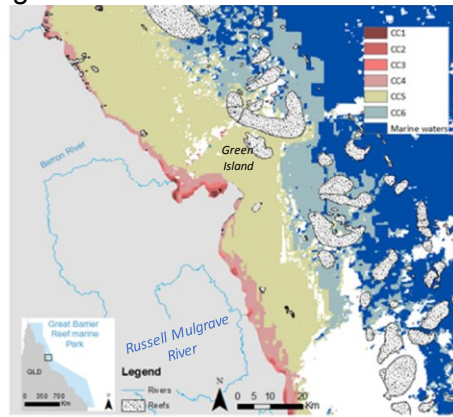 CC1
CC2
CC3
CC4
CC5
CC6
Marine waters
Green
Island
Barron River
Russell Mulgrave
River
Great Barrier
Reef marine
Park
QLD
0 350 700
Km
N
Legend
Rivers
Reefs
N
0 5 10 20
Km